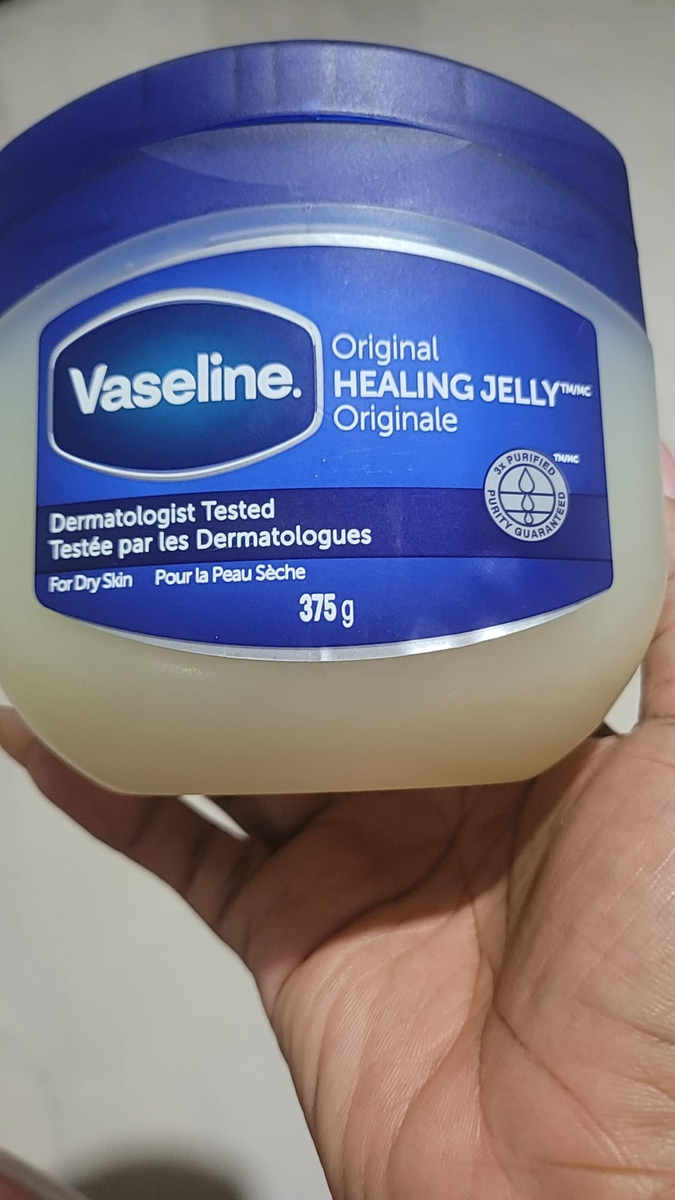 Vaseline.
Original
HEALING JELLY™/MC
Originale
3X PURIFIED TM/MC
PURITY GUARANTEED
Dermatologist Tested
Testée par les Dermatologues
For Dry Skin Pour la Peau Sèche
375 g